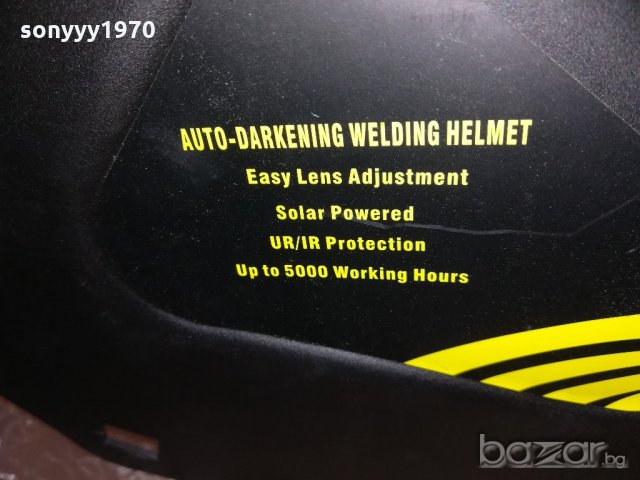 sonyyy1970
AUTO-DARKENING WELDING HELMET
Easy Lens Adjustment
Solar Powered
UR/IR Protection
Up to 5000 Working Hours
bazar.bg